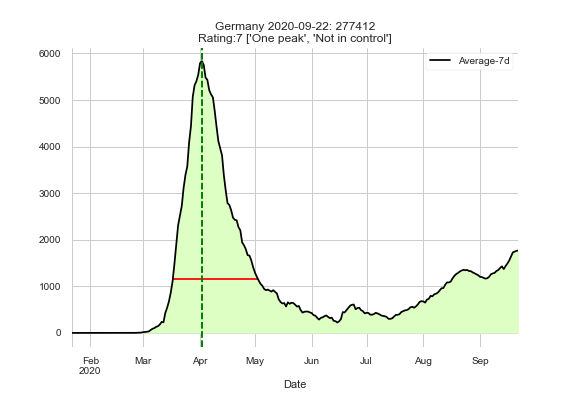 Germany 2020-09-22: 277412
Rating:7 ['One peak', 'Not in control']
Average-7d
6000
5000
4000
3000
2000
1000
0
Feb Mar Apr May Jun Jul Aug Sep
2020
Date